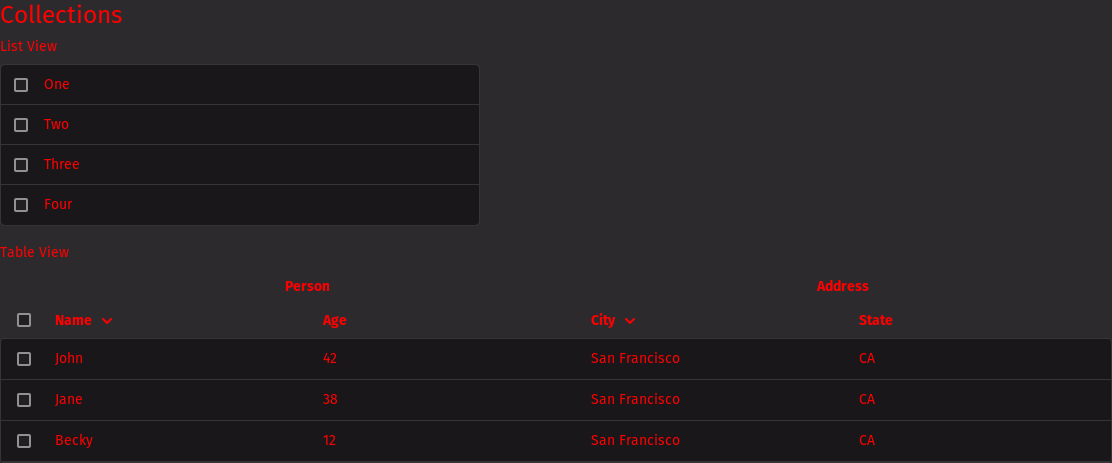 Collections
List View
One
Two
Three
Four
Table View
Person Address
Name Age City State
John 42 San Francisco CA
Jane 38 San Francisco CA
Becky 12 San Francisco CA